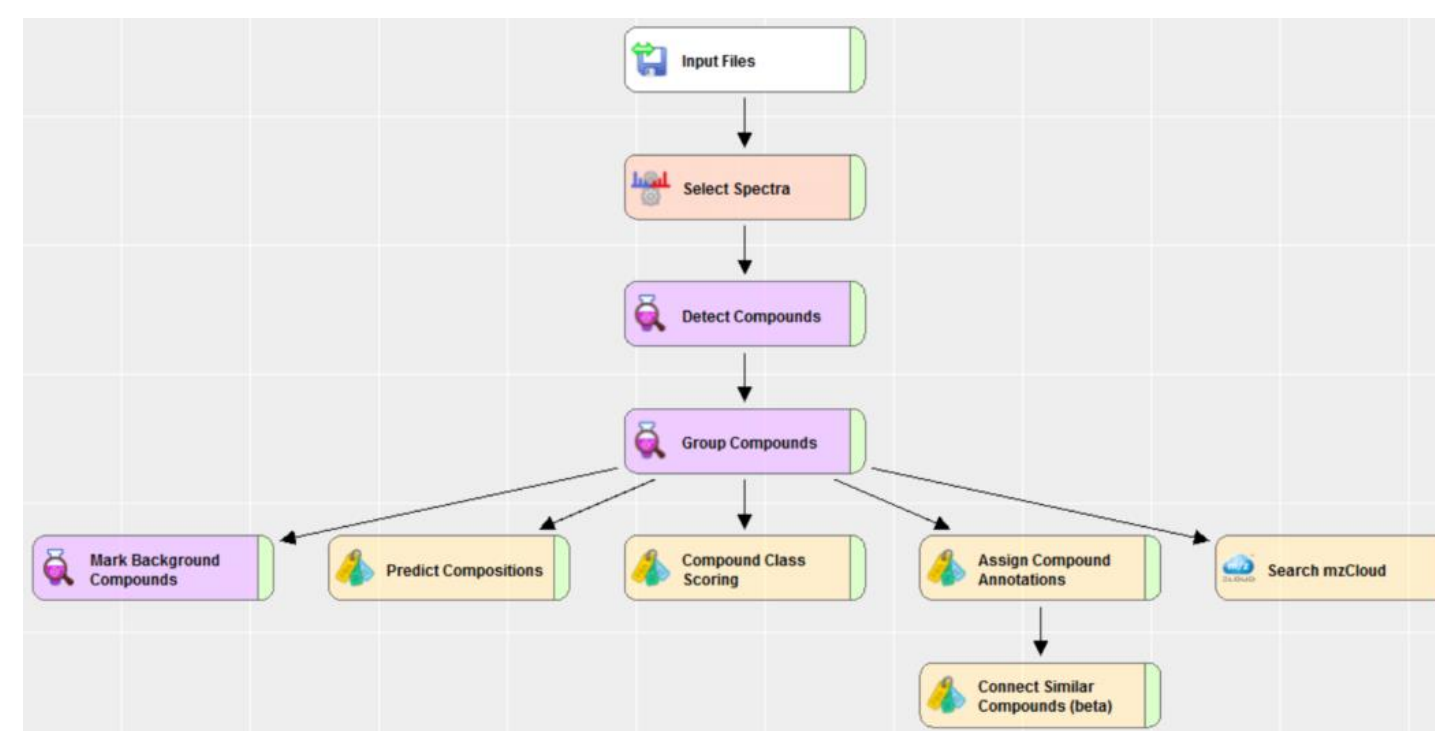 Input Files
Select Spectra
Detect Compounds
Group Compounds
Mark Background
Compounds
Predict Compositions
Compound Class
Scoring
Assign Compound
Annotations
Search mzCloud
Connect Similar
Compounds (beta)